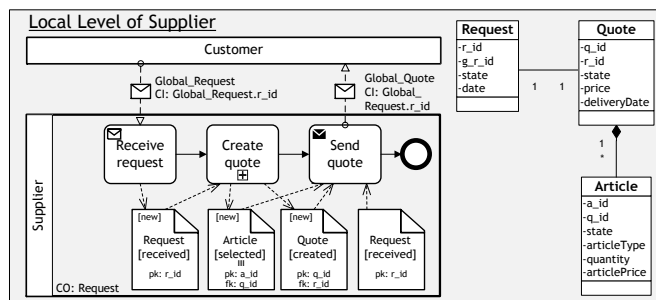 Local Level of Supplier
Customer
Global_Request
CI: Global_Request.r_id
Global_Quote
CI: Global_
Request.r_id
Supplier
Receive
request
Create
quote
Send
quote
[new]
Request
[received]
pk: r_id
[new]
Article
[selected]
III
pk: a_id
fk: q_id
[new]
Quote
[created]
pk: q_id
fk: r_id
Request
[received]
pk: r_id
CO: Request
Request
-r_id
-g_r_id
-state
-date
1
1
Quote
-q_id
-r_id
-state
-price
-deliveryDate
1
*
Article
-a_id
-q_id
-state
-articleType
-quantity
-articlePrice